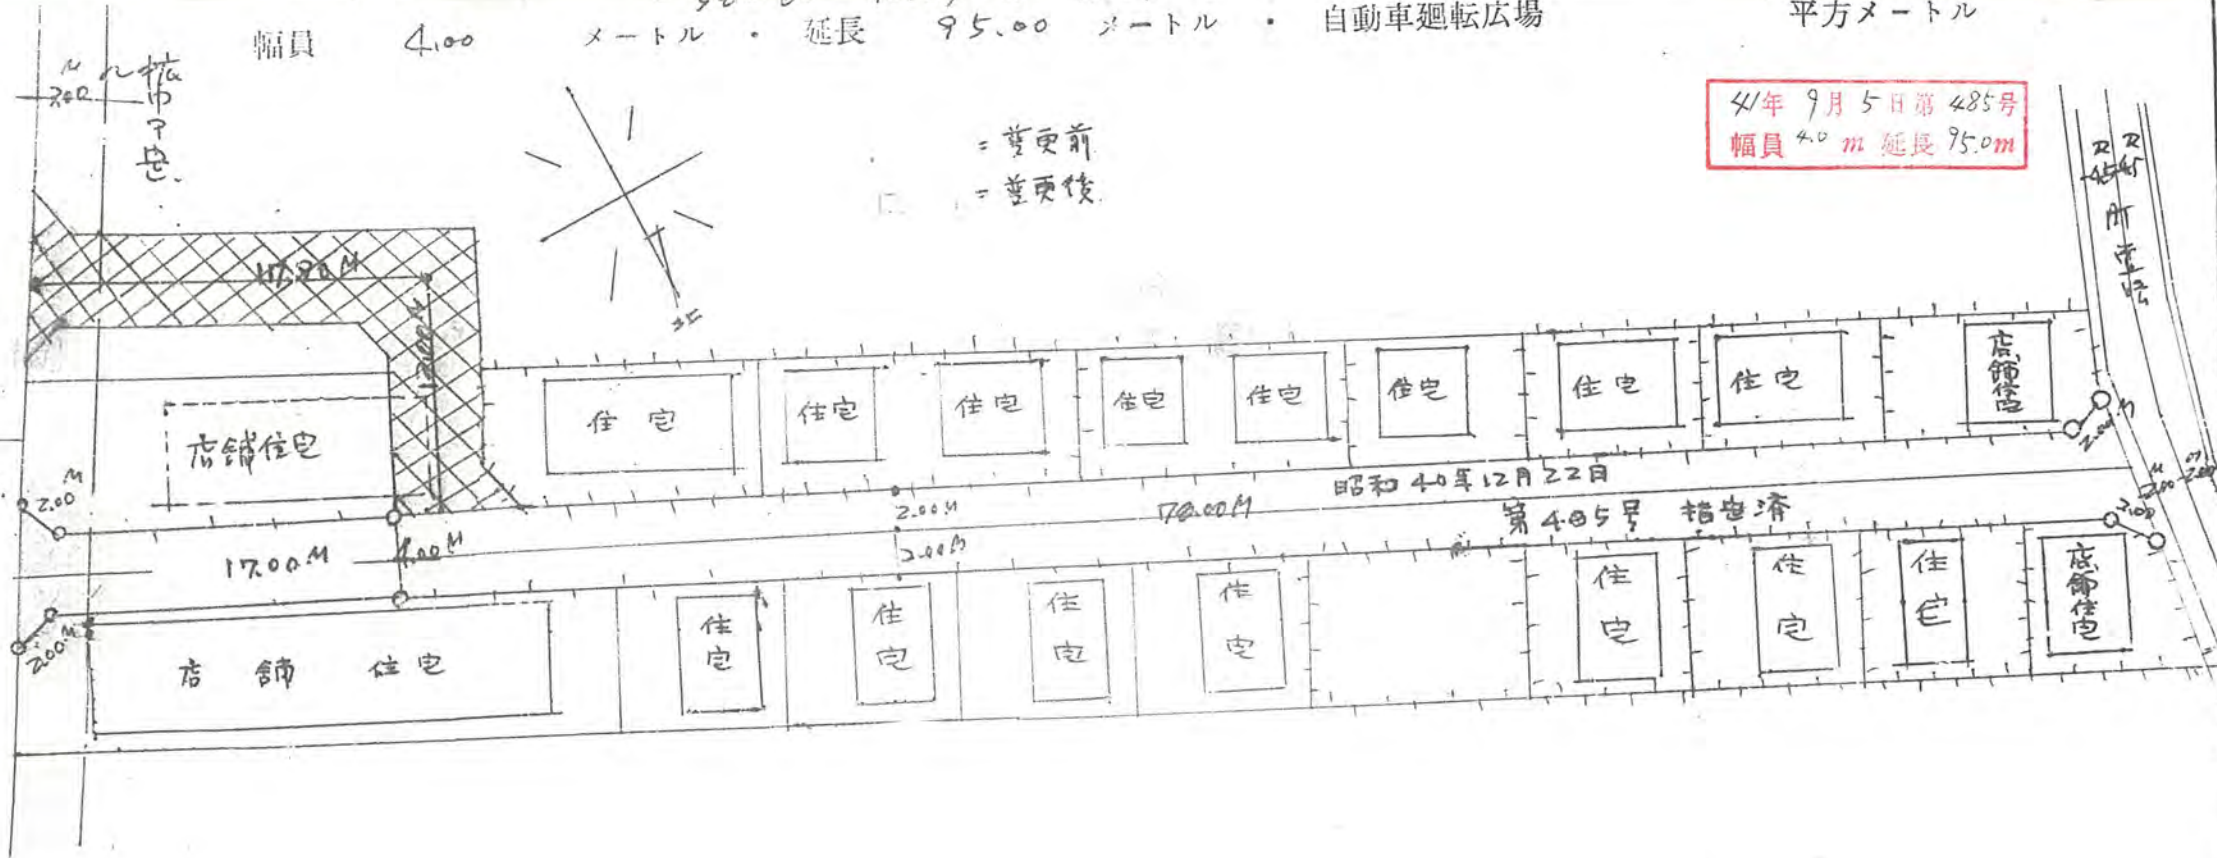 幅員 4.00 メートル ・ 延長 95.00 メートル ・ 自動車廻転広場 平方メートル
41年 9月 5日 第 485号
幅員 4.0 m 延長 95.0m
= 変更前
= 変更後
17.80M
店舗住宅
住宅
住宅
住宅
住宅
住宅
住宅
住宅
住宅
店舗住宅
2.00M
2.00M
昭和40年12月22日
第485号 指定済
2.00M
78.00M
2.00M
17.00M
4.00M
2.00
2.00M
店舗 住宅
住宅
住宅
住宅
住宅
住宅
住宅
住宅
店舗住宅